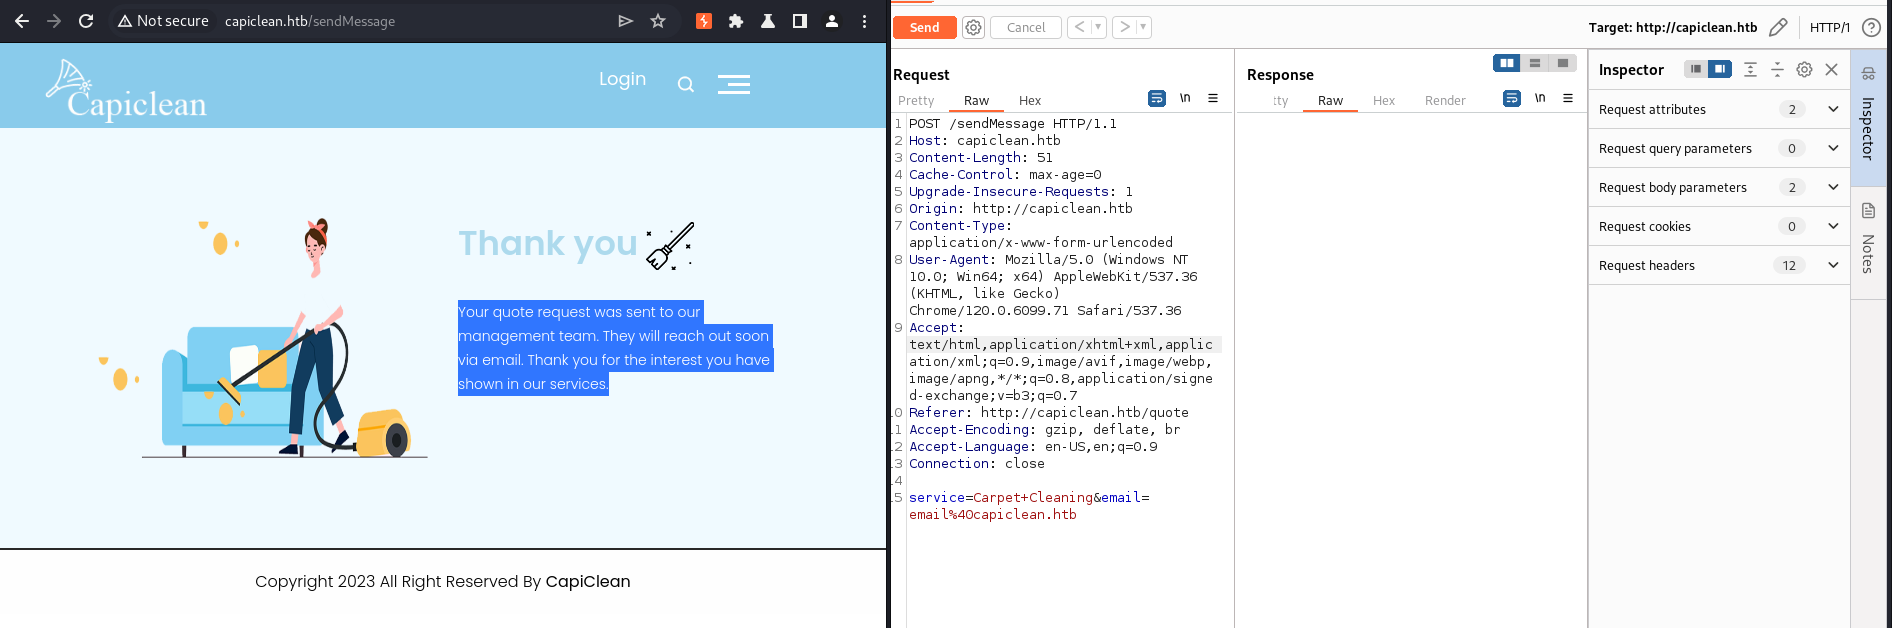 Not secure
capiclean.htb/sendMessage
Login
Capiclean
Thank you
Your quote request was sent to our
management team. They will reach out soon
via email. Thank you for the interest you have
shown in our services.
Copyright 2023 All Right Reserved By CapiClean
Send
Cancel
Target: http://capiclean.htb
HTTP/1
Request
Pretty Raw Hex
\n
1 POST /sendMessage HTTP/1.1
2 Host: capiclean.htb
3 Content-Length: 51
4 Cache-Control: max-age=0
5 Upgrade-Insecure-Requests: 1
6 Origin: http://capiclean.htb
7 Content-Type:
application/x-www-form-urlencoded
8 User-Agent: Mozilla/5.0 (Windows NT
10.0; Win64; x64) AppleWebKit/537.36
(KHTML, like Gecko)
Chrome/120.0.6099.71 Safari/537.36
9 Accept:
text/html,application/xhtml+xml,applic
ation/xml;q=0.9,image/avif,image/webp,
image/apng,*/*;q=0.8,application/signe
d-exchange;v=b3;q=0.7
10 Referer: http://capiclean.htb/quote
11 Accept-Encoding: gzip, deflate, br
12 Accept-Language: en-US,en;q=0.9
13 Connection: close
14
15 service=Carpet+Cleaning&email=
email%40capiclean.htb
Response
tty Raw Hex Render
\n
Inspector
Request attributes 2
Request query parameters 0
Request body parameters 2
Request cookies 0
Request headers 12
Inspector
Notes